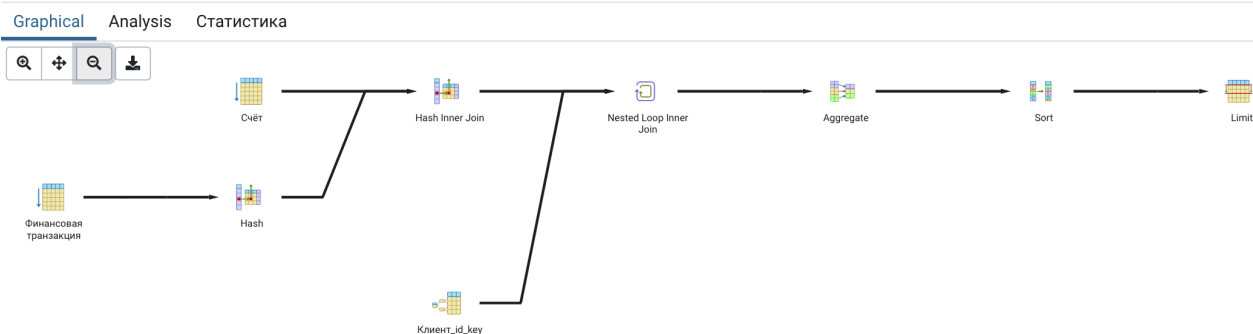 Graphical Analysis Статистика
Счёт
Hash Inner Join
Nested Loop Inner
Join
Aggregate
Sort
Limit
Финансовая
транзакция
Hash
Клиент_id_key